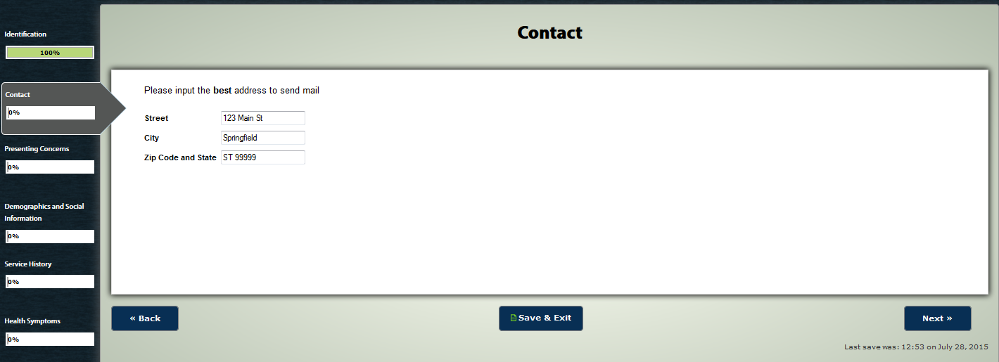 Identification
100%
Contact
0%
Presenting Concerns
0%
Demographics and Social
Information
0%
Service History
0%
Health Symptoms
0%
Contact
Please input the best address to send mail
Street 123 Main St
City Springfield
Zip Code and State ST 99999
« Back
Save & Exit
Next »
Last save was: 12:53 on July 28, 2015